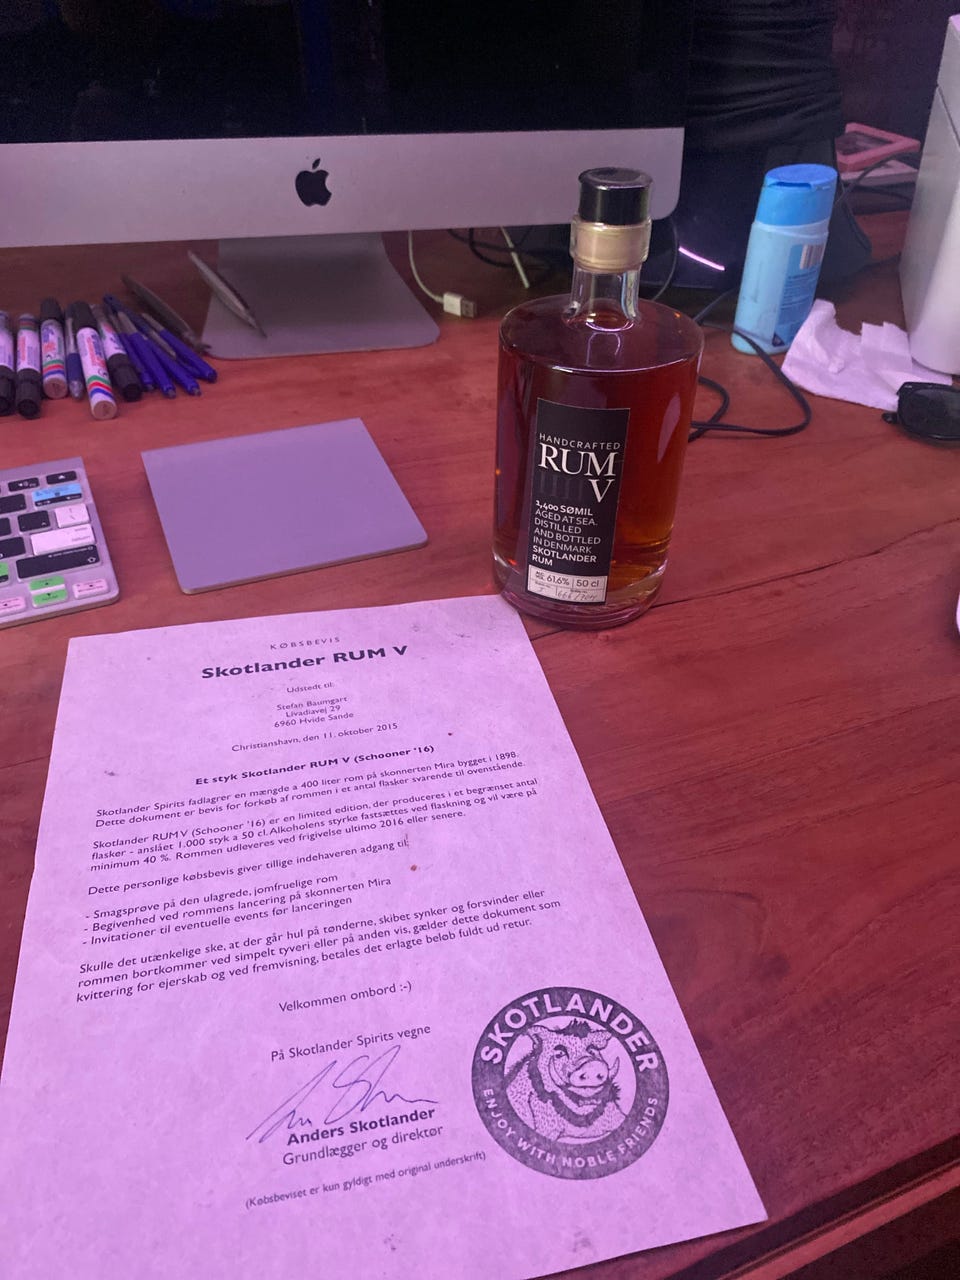 HANDCRAFTED
RUM
V
2,400 SØMIL
AGED AT SEA.
DISTILLED
AND BOTTLED
IN DENMARK
SKOTLANDER
RUM
61.6% 50 cl
KØBSBEVIS
Skotlander RUM V
Udstedt til:
Stefan Baumgart
Livadiavej 29
6960 Hvide Sande
Christianshavn, den 11. oktober 2015
Et styk Skotlander RUM V (Schooner '16)
Skotlander Spirits fadlagrer en mængde a 400 liter rom på skonnerten Mira bygget i 1898.
Dette dokument er bevis for forkøb af rommen i et antal flasker svarende til ovenstående.
Skotlander RUM V (Schooner '16) er en limited edition, der produceres i et begrænset antal
flasker - anslået 1.000 styk a 50 cl. Alkoholens styrke fastsættes ved flaskning og vil være på
minimum 40 %. Rommen udleveres ved frigivelse ultimo 2016 eller senere.
Dette personlige købsbevis giver tillige indehaveren adgang til:
- Smagsprøve på den ulagrede, jomfruelige rom
- Begivenhed ved rommens lancering på skonnerten Mira
- Invitationer til eventuelle events før lanceringen
Skulle det utænkelige ske, at der går hul på tønderne, skibet synker og forsvinder eller
rommen bortkommer ved simpelt tyveri eller på anden vis, gælder dette dokument som
kvittering for ejerskab og ved fremvisning, betales det erlagte beløb fuldt ud retur.
Velkommen ombord :-)
På Skotlander Spirits vegne
Anders Skotlander
Grundlægger og direktør
(Købsbeviset er kun gyldigt med original underskrift)
SKOTLANDER
ENJOY WITH NOBLE FRIENDS